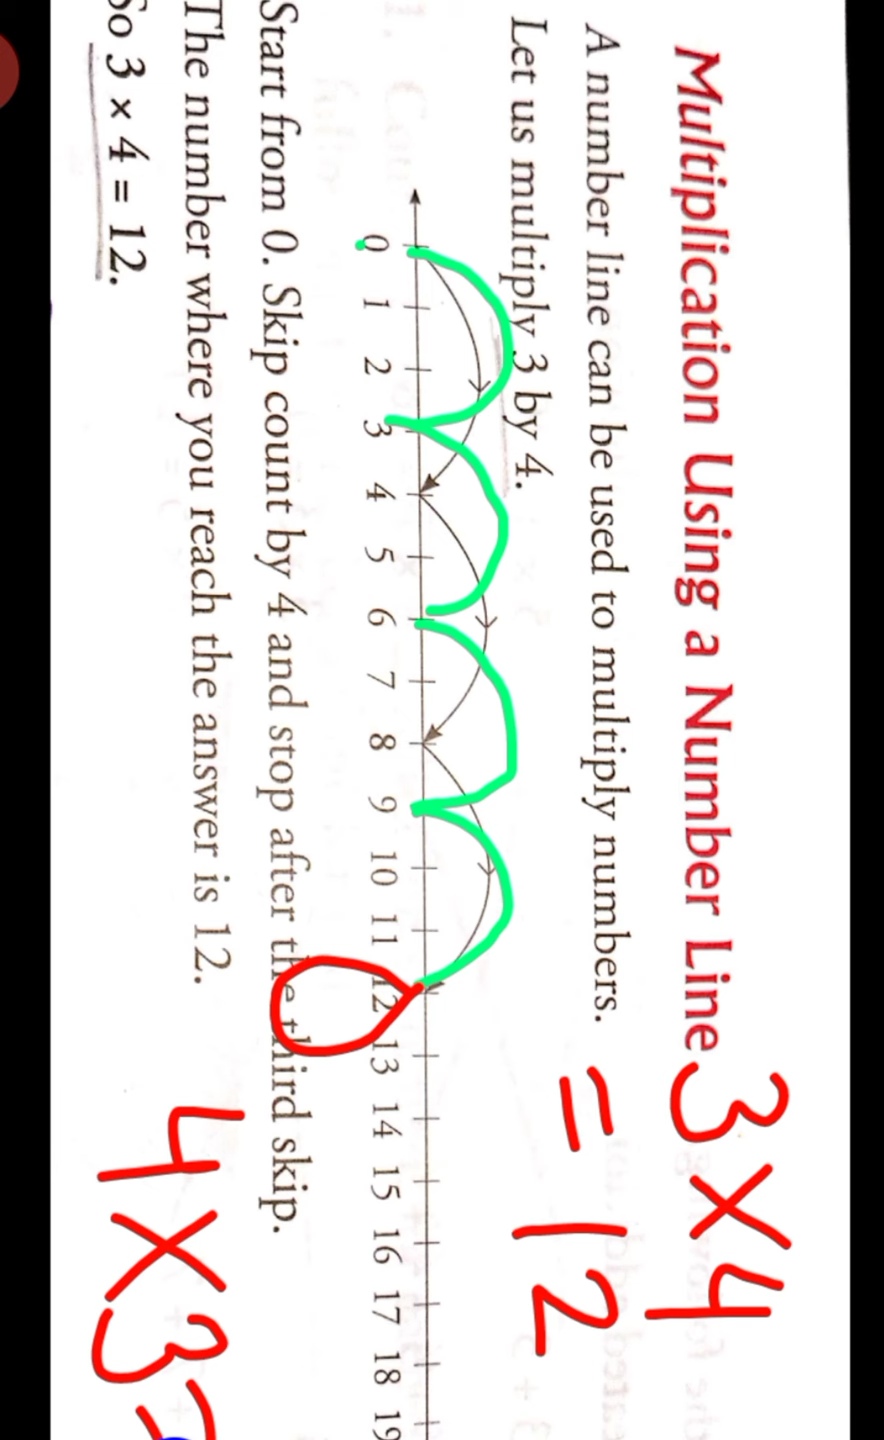 Multiplication Using a Number Line
3 × 4
= 12
A number line can be used to multiply numbers.
Let us multiply 3 by 4.
0 1 2 3 4 5 6 7 8 9 10 11 12 13 14 15 16 17 18 19
Start from 0. Skip count by 4 and stop after the third skip.
The number where you reach the answer is 12.
So 3 × 4 = 12.
4 × 3 =